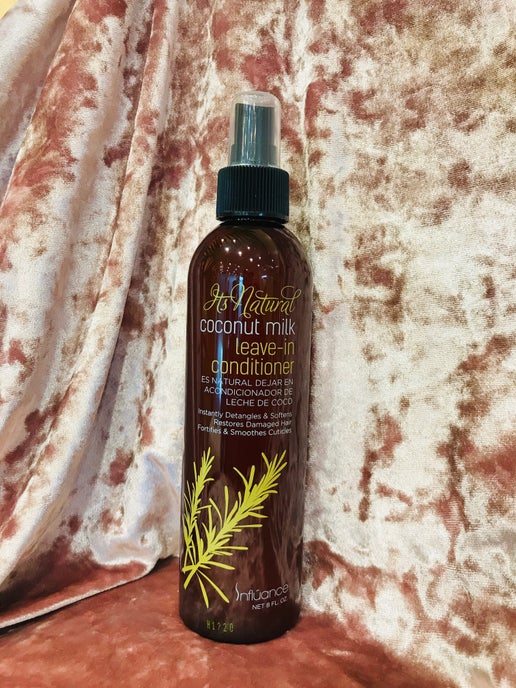 Its Natural
coconut milk
leave-in
conditioner
ES NATURAL DEJAR EN
ACONDICIONADOR DE
LECHE DE COCO
Instantly Detangles & Softens
Restores Damaged Hair
Fortifies & Smoothes Cuticles
Influance
NET 8 FL. OZ.
H1720